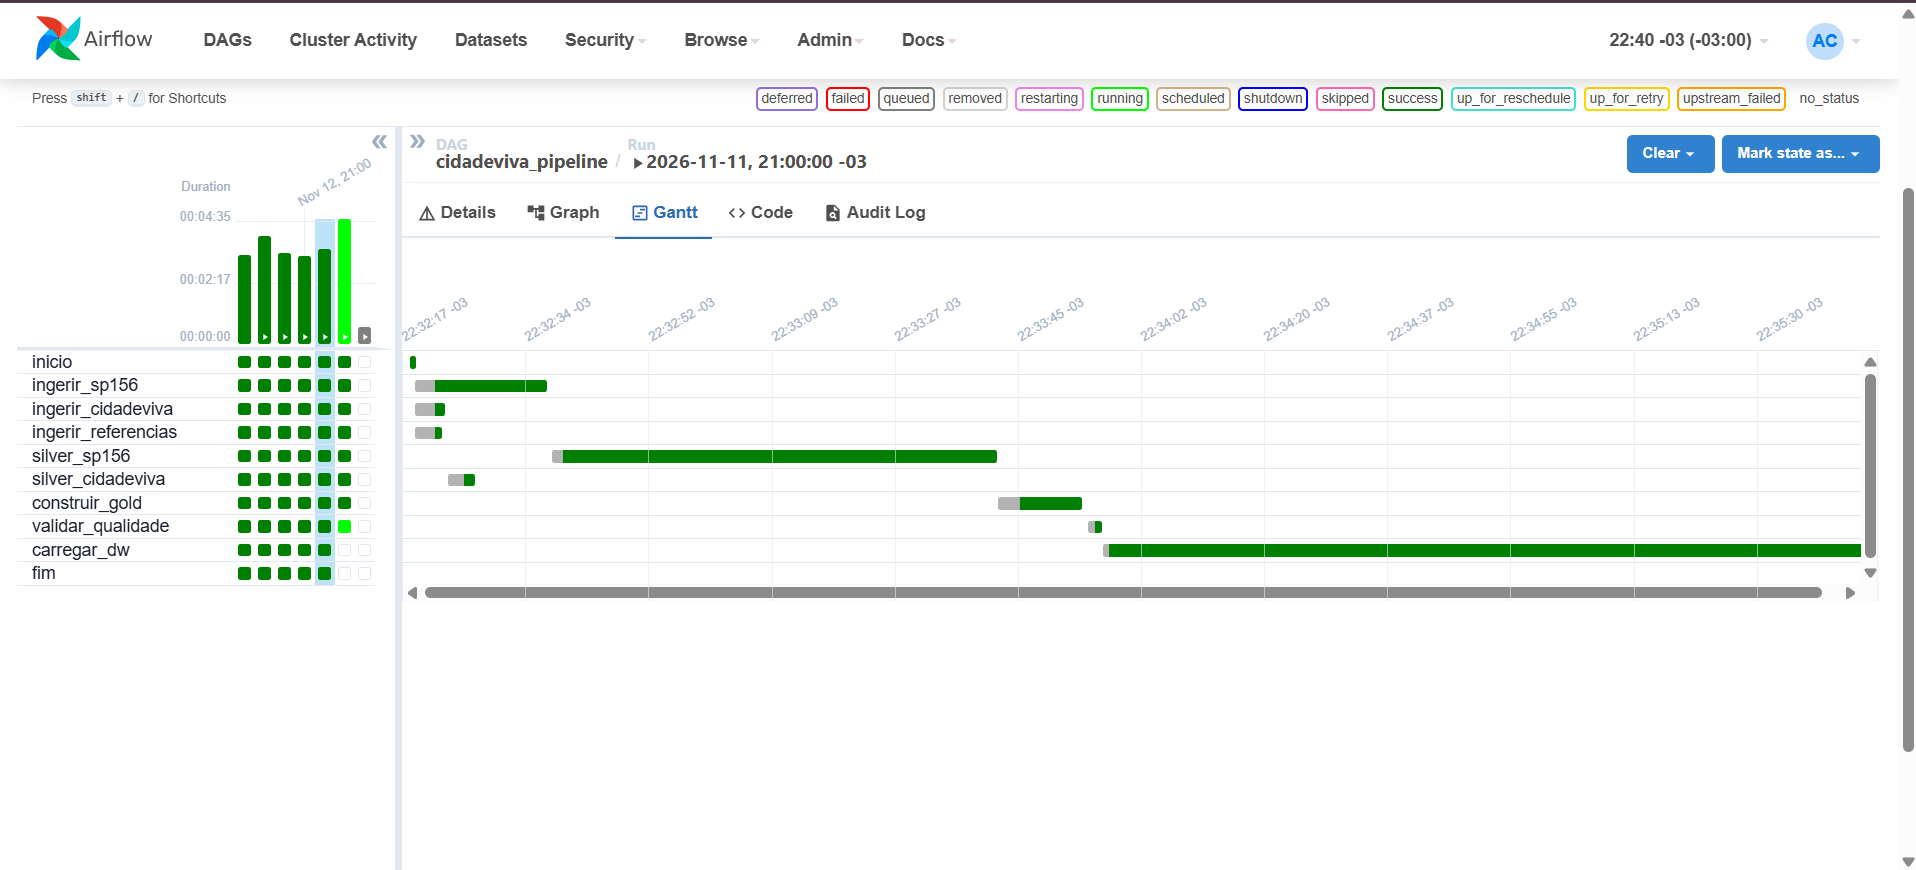 Airflow DAGs Cluster Activity Datasets Security Browse Admin Docs 22:40 -03 (-03:00) AC
Press shift + / for Shortcuts deferred failed queued removed restarting running scheduled shutdown skipped success up_for_reschedule up_for_retry upstream_failed no_status
DAG Run
cidadeviva_pipeline / 2026-11-11, 21:00:00 -03 Clear Mark state as...
Details Graph Gantt Code Audit Log
Nov 12, 21:00
Duration
00:04:35
00:02:17
00:00:00
22:32:17 -03 22:32:34 -03 22:32:52 -03 22:33:09 -03 22:33:27 -03 22:33:45 -03 22:34:02 -03 22:34:20 -03 22:34:37 -03 22:34:55 -03 22:35:13 -03 22:35:30 -03
inicio
ingerir_sp156
ingerir_cidadeviva
ingerir_referencias
silver_sp156
silver_cidadeviva
construir_gold
validar_qualidade
carregar_dw
fim